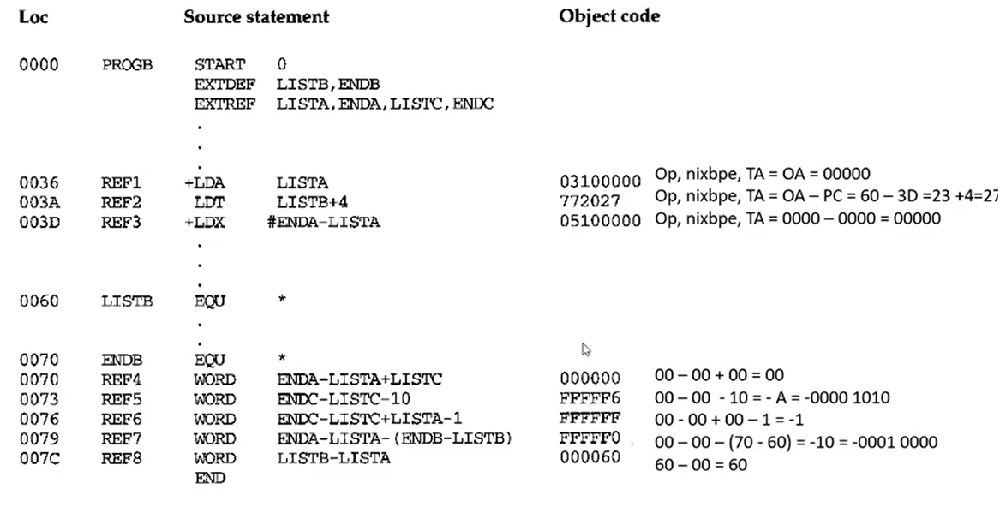 Loc Source statement Object code
0000 PROGB START 0
EXTDEF LISTB,ENDB
EXTREF LISTA,ENDA,LISTC,ENDC
.
.
.
0036 REF1 +LDA LISTA 03100000 Op, nixbpe, TA = OA = 00000
003A REF2 LDT LISTB+4 772027 Op, nixbpe, TA = OA – PC = 60 – 3D =23 +4=27
003D REF3 +LDX #ENDA-LISTA 05100000 Op, nixbpe, TA = 0000 – 0000 = 00000
.
.
.
0060 LISTB EQU *
.
.
0070 ENDB EQU *
0070 REF4 WORD ENDA-LISTA+LISTC 000000 00 – 00 + 00 = 00
0073 REF5 WORD ENDC-LISTC-10 FFFFF6 00 – 00 - 10 = - A = -0000 1010
0076 REF6 WORD ENDC-LISTC+LISTA-1 FFFFFF 00 - 00 + 00 – 1 = -1
0079 REF7 WORD ENDA-LISTA-(ENDB-LISTB) FFFFF0 00 – 00 – (70 - 60) = -10 = -0001 0000
007C REF8 WORD LISTB-LISTA 000060 60 – 00 = 60
END